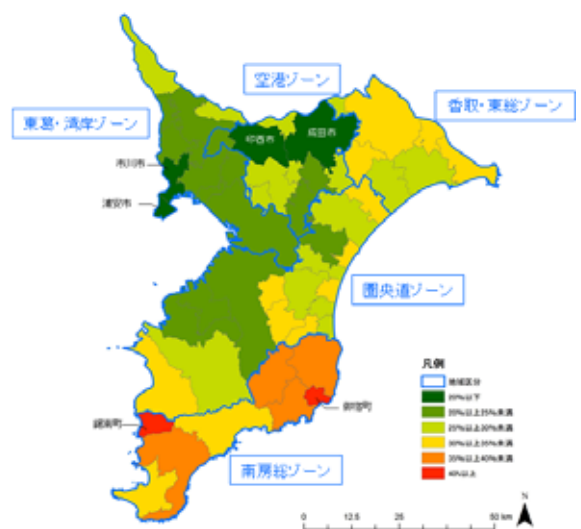 空港ゾーン
香取・東総ゾーン
東葛・湾岸ゾーン
印西市
成田市
市川市
浦安市
圏央道ゾーン
凡例
地域区分
20%以下
20%以上25%未満
25%以上30%未満
30%以上35%未満
35%以上40%未満
40%以上
御宿町
鋸南町
南房総ゾーン
N
0 12.5 25 50 km